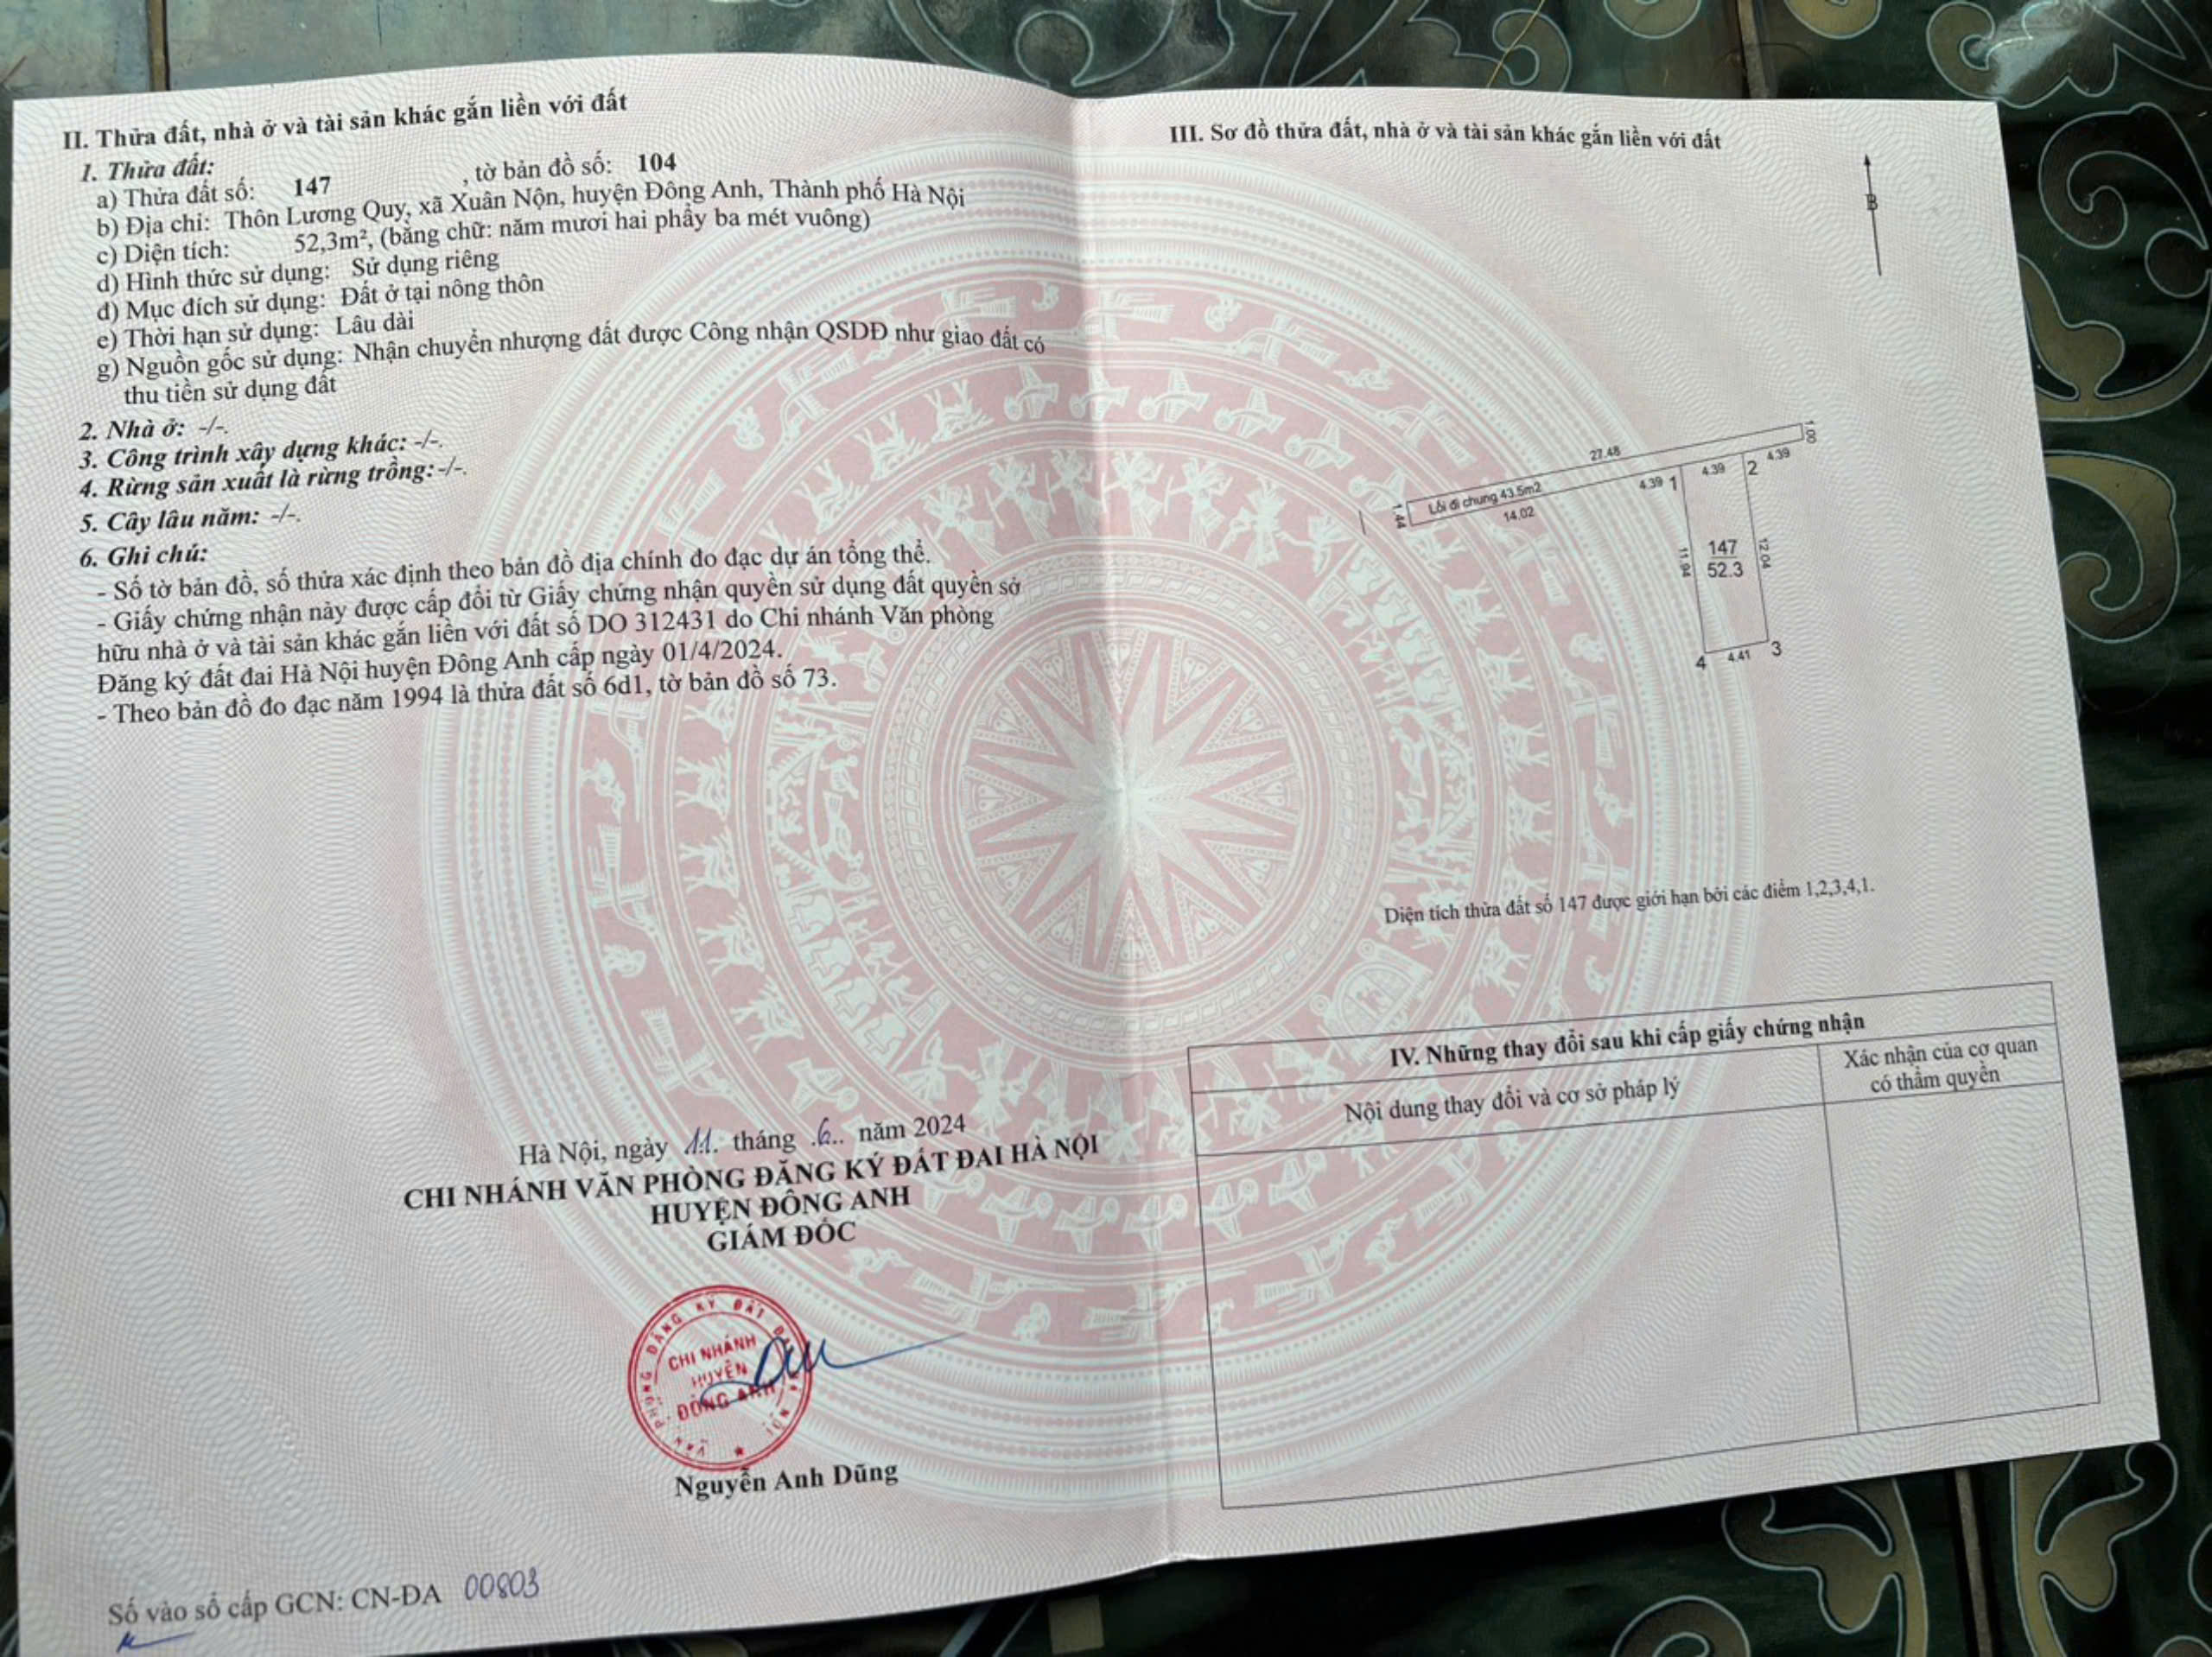 II. Thửa đất, nhà ở và tài sản khác gắn liền với đất
1. Thửa đất:
a) Thửa đất số: 147 , tờ bản đồ số: 104
b) Địa chỉ: Thôn Lương Quy, xã Xuân Nộn, huyện Đông Anh, Thành phố Hà Nội
c) Diện tích: 52,3m², (bằng chữ: năm mươi hai phẩy ba mét vuông)
d) Hình thức sử dụng: Sử dụng riêng
đ) Mục đích sử dụng: Đất ở tại nông thôn
e) Thời hạn sử dụng: Lâu dài
g) Nguồn gốc sử dụng: Nhận chuyển nhượng đất được Công nhận QSDĐ như giao đất có
thu tiền sử dụng đất
2. Nhà ở: -/-.
3. Công trình xây dựng khác: -/-.
4. Rừng sản xuất là rừng trồng:-/-.
5. Cây lâu năm: -/-.
6. Ghi chú:
- Số tờ bản đồ, số thửa xác định theo bản đồ địa chính đo đạc dự án tổng thể.
- Giấy chứng nhận này được cấp đổi từ Giấy chứng nhận quyền sử dụng đất quyền sở
hữu nhà ở và tài sản khác gắn liền với đất số DO 312431 do Chi nhánh Văn phòng
Đăng ký đất đai Hà Nội huyện Đông Anh cấp ngày 01/4/2024.
- Theo bản đồ đo đạc năm 1994 là thửa đất số 6d1, tờ bản đồ số 73.
Hà Nội, ngày 11. tháng .6.. năm 2024
CHI NHÁNH VĂN PHÒNG ĐĂNG KÝ ĐẤT ĐAI HÀ NỘI
HUYỆN ĐÔNG ANH
GIÁM ĐỐC
VĂN PHÒNG ĐĂNG KÝ ĐẤT ĐAI HÀ NỘI
CHI NHÁNH
HUYỆN
ĐÔNG ANH
Nguyễn Anh Dũng
Số vào sổ cấp GCN: CN-ĐA 00803
III. Sơ đồ thửa đất, nhà ở và tài sản khác gắn liền với đất
B
1.00
27.48
4.39
2
4.39
4.39 1
1.44
Lối đi chung 43.5m2
14.02
11.94
147
52.3
12.04
4
4.41
3
Diện tích thửa đất số 147 được giới hạn bởi các điểm 1,2,3,4,1.
IV. Những thay đổi sau khi cấp giấy chứng nhận
Nội dung thay đổi và cơ sở pháp lý
Xác nhận của cơ quan
có thẩm quyền